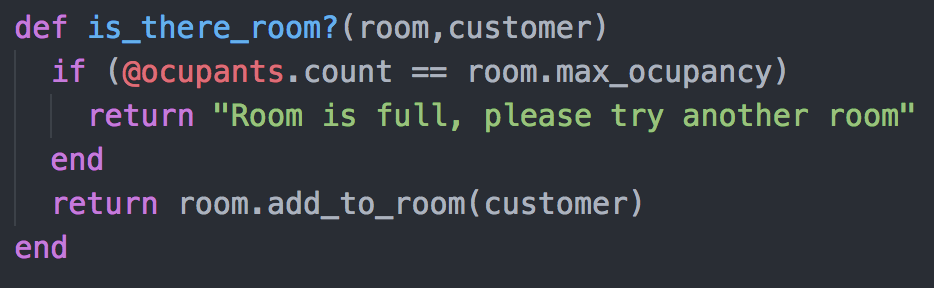 def is_there_room?(room,customer)
  if (@ocupants.count == room.max_ocupancy)
    return "Room is full, please try another room"
  end
  return room.add_to_room(customer)
end